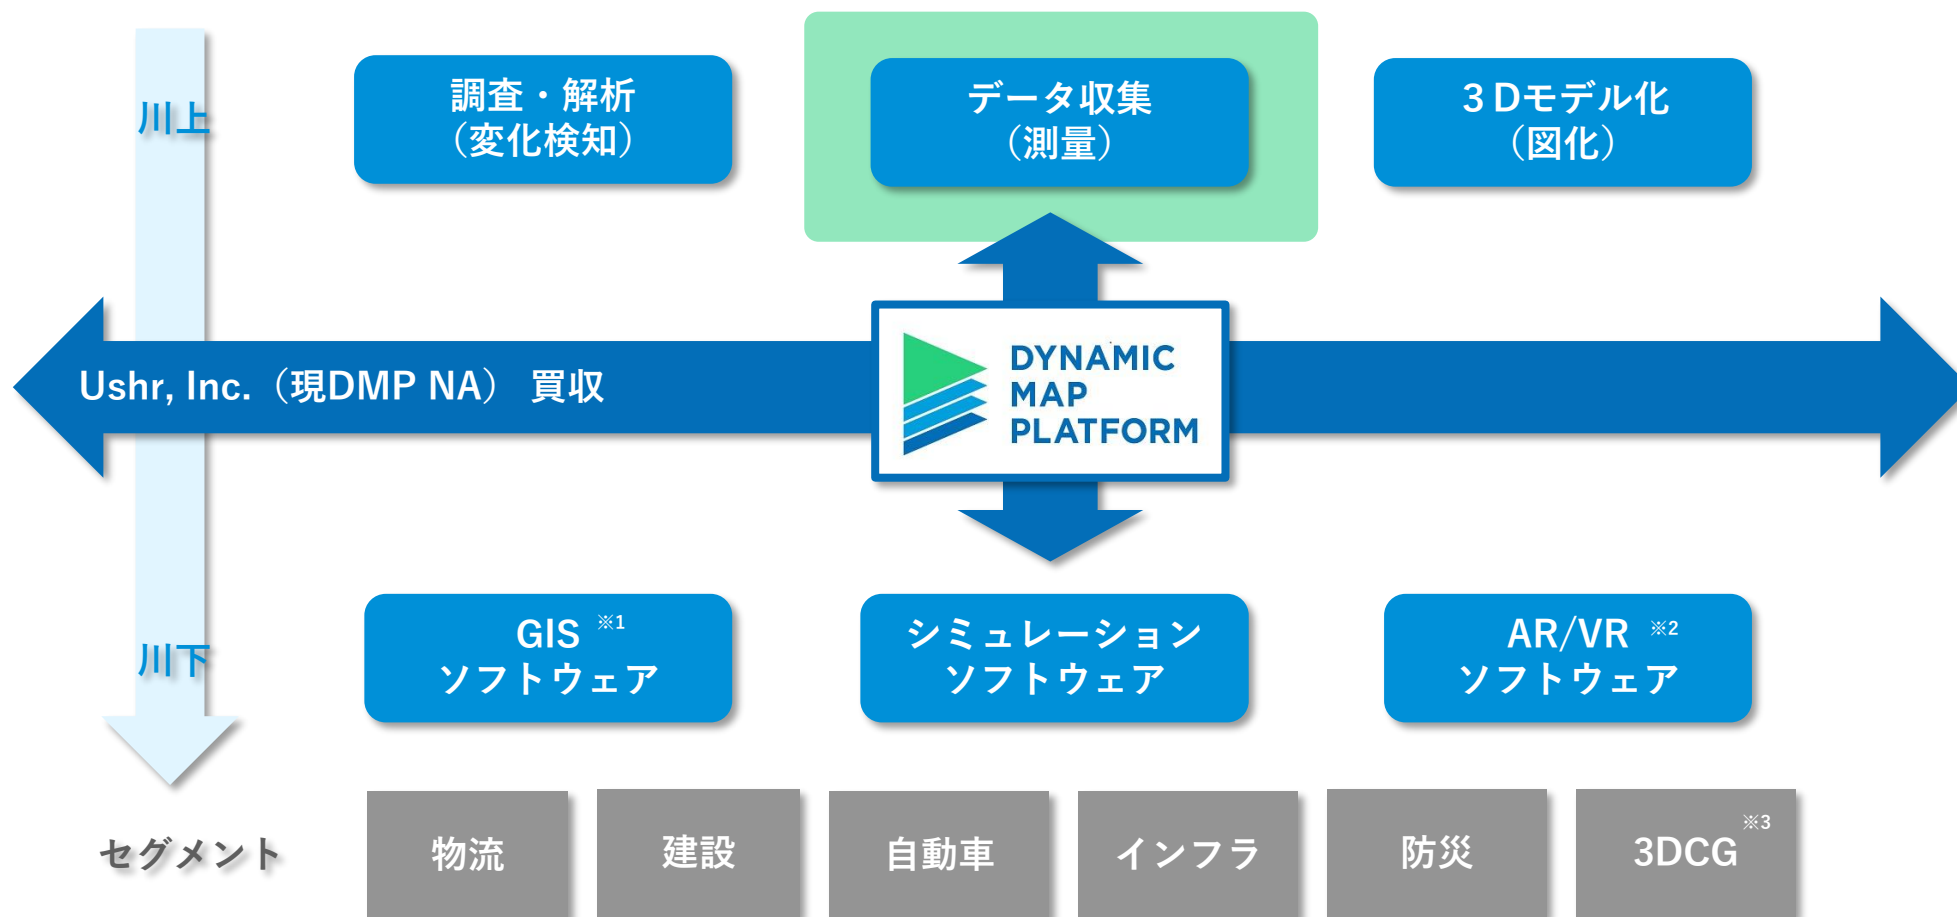 川上
調査・解析
（変化検知）
データ収集
（測量）
３Dモデル化
（図化）
Ushr, Inc.（現DMP NA） 買収
DYNAMIC
MAP
PLATFORM
川下
GIS ※1
ソフトウェア
シミュレーション
ソフトウェア
AR/VR ※2
ソフトウェア
セグメント
物流
建設
自動車
インフラ
防災
3DCG ※3